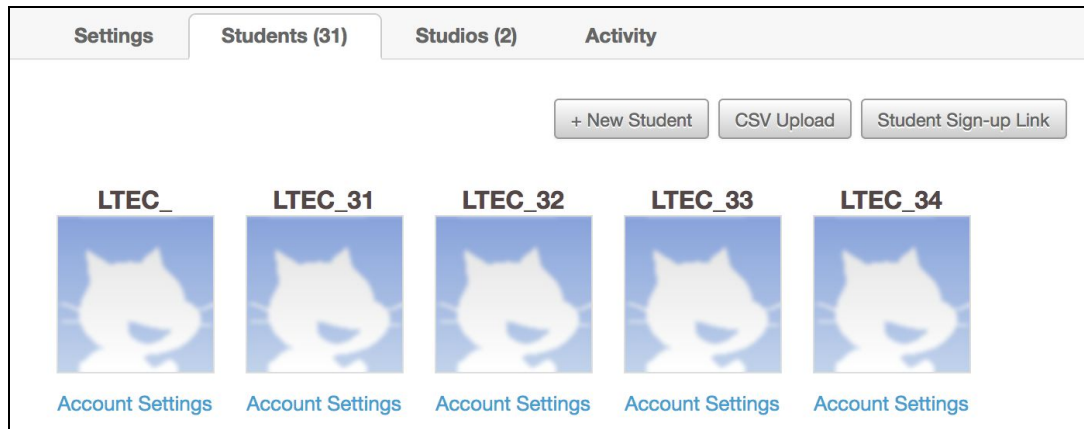 Settings Students (31) Studios (2) Activity
+ New Student CSV Upload Student Sign-up Link
LTEC_ LTEC_31 LTEC_32 LTEC_33 LTEC_34
Account Settings Account Settings Account Settings Account Settings Account Settings